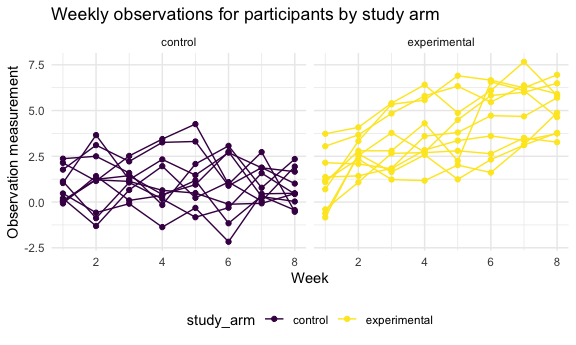 Weekly observations for participants by study arm
control experimental
Observation measurement
7.5
5.0
2.5
0.0
-2.5
2 4 6 8 2 4 6 8
Week
study_arm control experimental